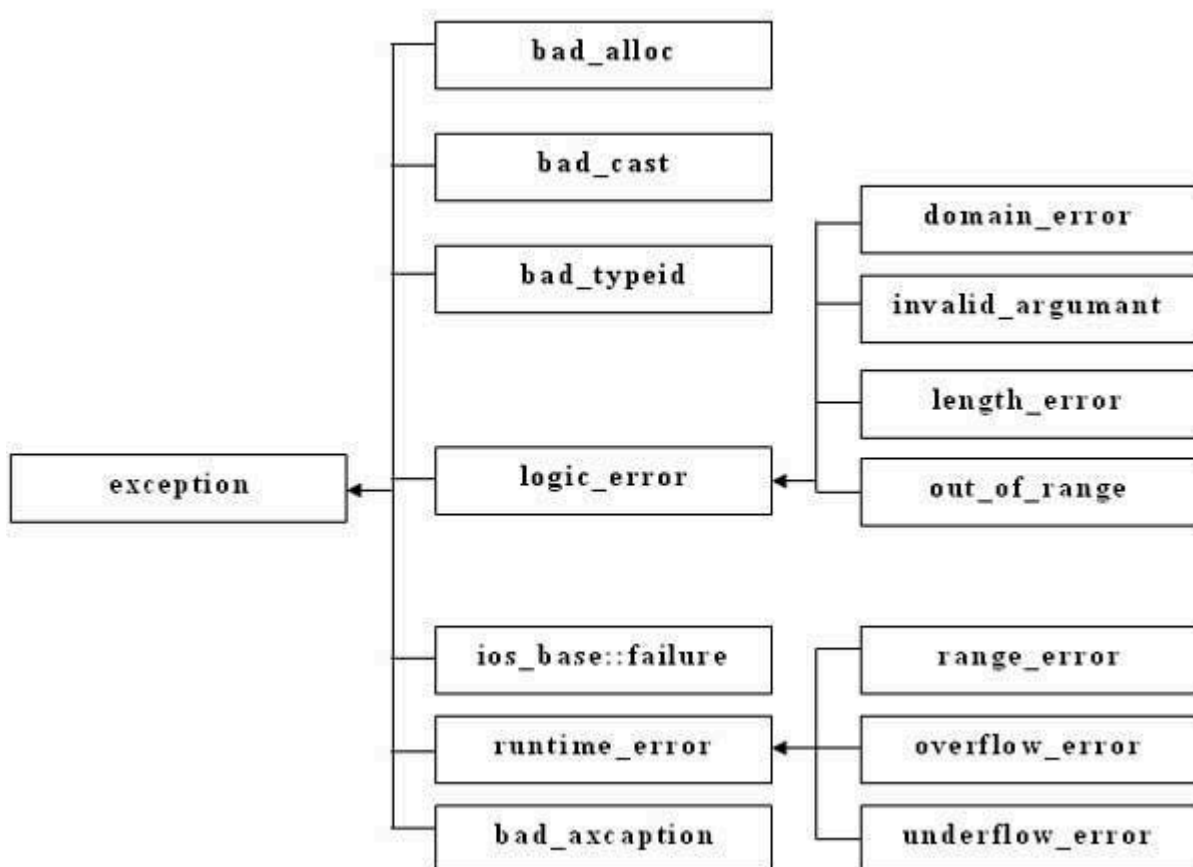 exception
bad_alloc
bad_cast
bad_typeid
logic_error
ios_base::failure
runtime_error
bad_axcaption
domain_error
invalid_argumant
length_error
out_of_range
range_error
overflow_error
underflow_error